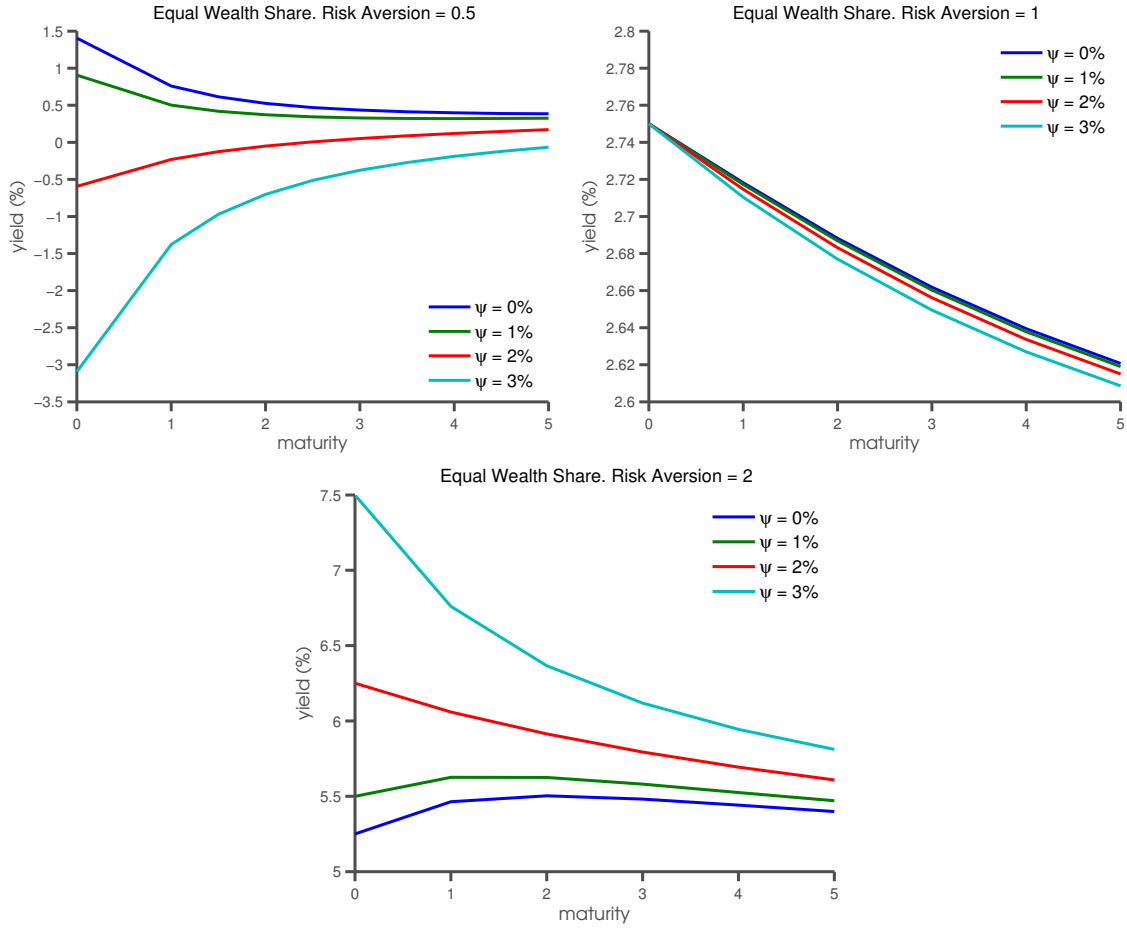 Equal Wealth Share. Risk Aversion = 0.5
1.5
1
0.5
0
−0.5
−1
−1.5
−2
−2.5
−3
−3.5
yield (%)
ψ = 0%
ψ = 1%
ψ = 2%
ψ = 3%
0 1 2 3 4 5
maturity
Equal Wealth Share. Risk Aversion = 1
2.8
2.78
2.76
2.74
2.72
2.7
2.68
2.66
2.64
2.62
2.6
yield (%)
ψ = 0%
ψ = 1%
ψ = 2%
ψ = 3%
0 1 2 3 4 5
maturity
Equal Wealth Share. Risk Aversion = 2
7.5
7
6.5
6
5.5
5
yield (%)
ψ = 0%
ψ = 1%
ψ = 2%
ψ = 3%
0 1 2 3 4 5
maturity